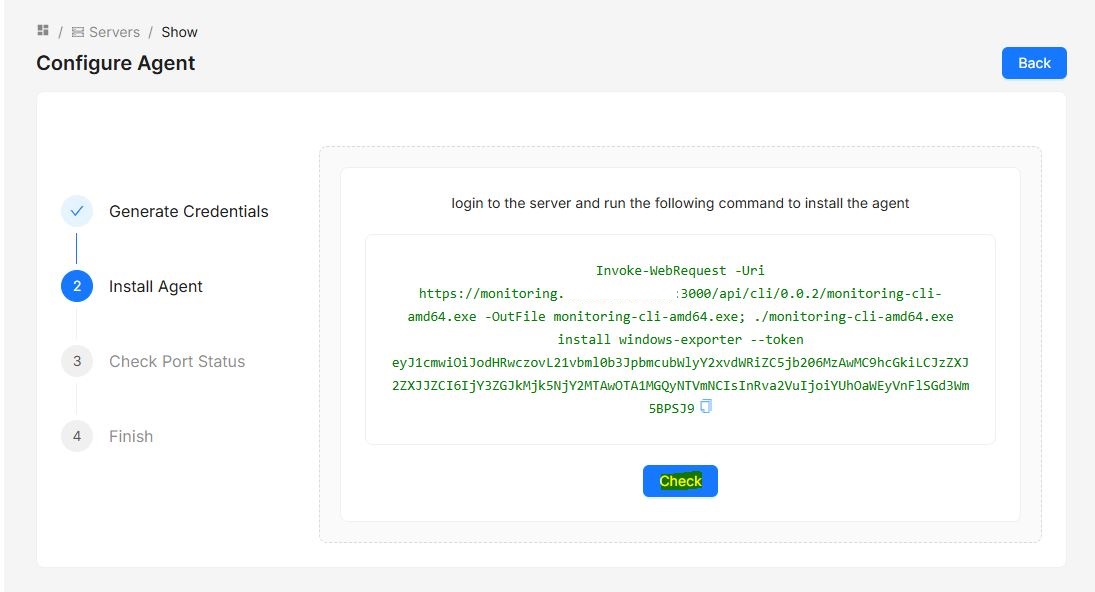 / Servers / Show
Configure Agent
Back
Generate Credentials
2 Install Agent
3 Check Port Status
4 Finish
login to the server and run the following command to install the agent
Invoke-WebRequest -Uri
https://monitoring. :3000/api/cli/0.0.2/monitoring-cli-
amd64.exe -OutFile monitoring-cli-amd64.exe; ./monitoring-cli-amd64.exe
install windows-exporter --token
eyJ1cmwiOiJodHRwczovL21vbml0b3JpbmcubWlyY2xvdWRiZC5jb206MzAwMC9hcGkiLCJzZXJ
2ZXJJZCI6IjY3ZGJkMjk5NjY2MTAwOTA1MGQyNTVmNCIsInRva2VuIjoiYUhOaWEyVnFlSGd3Wm
5BPSJ9
Check